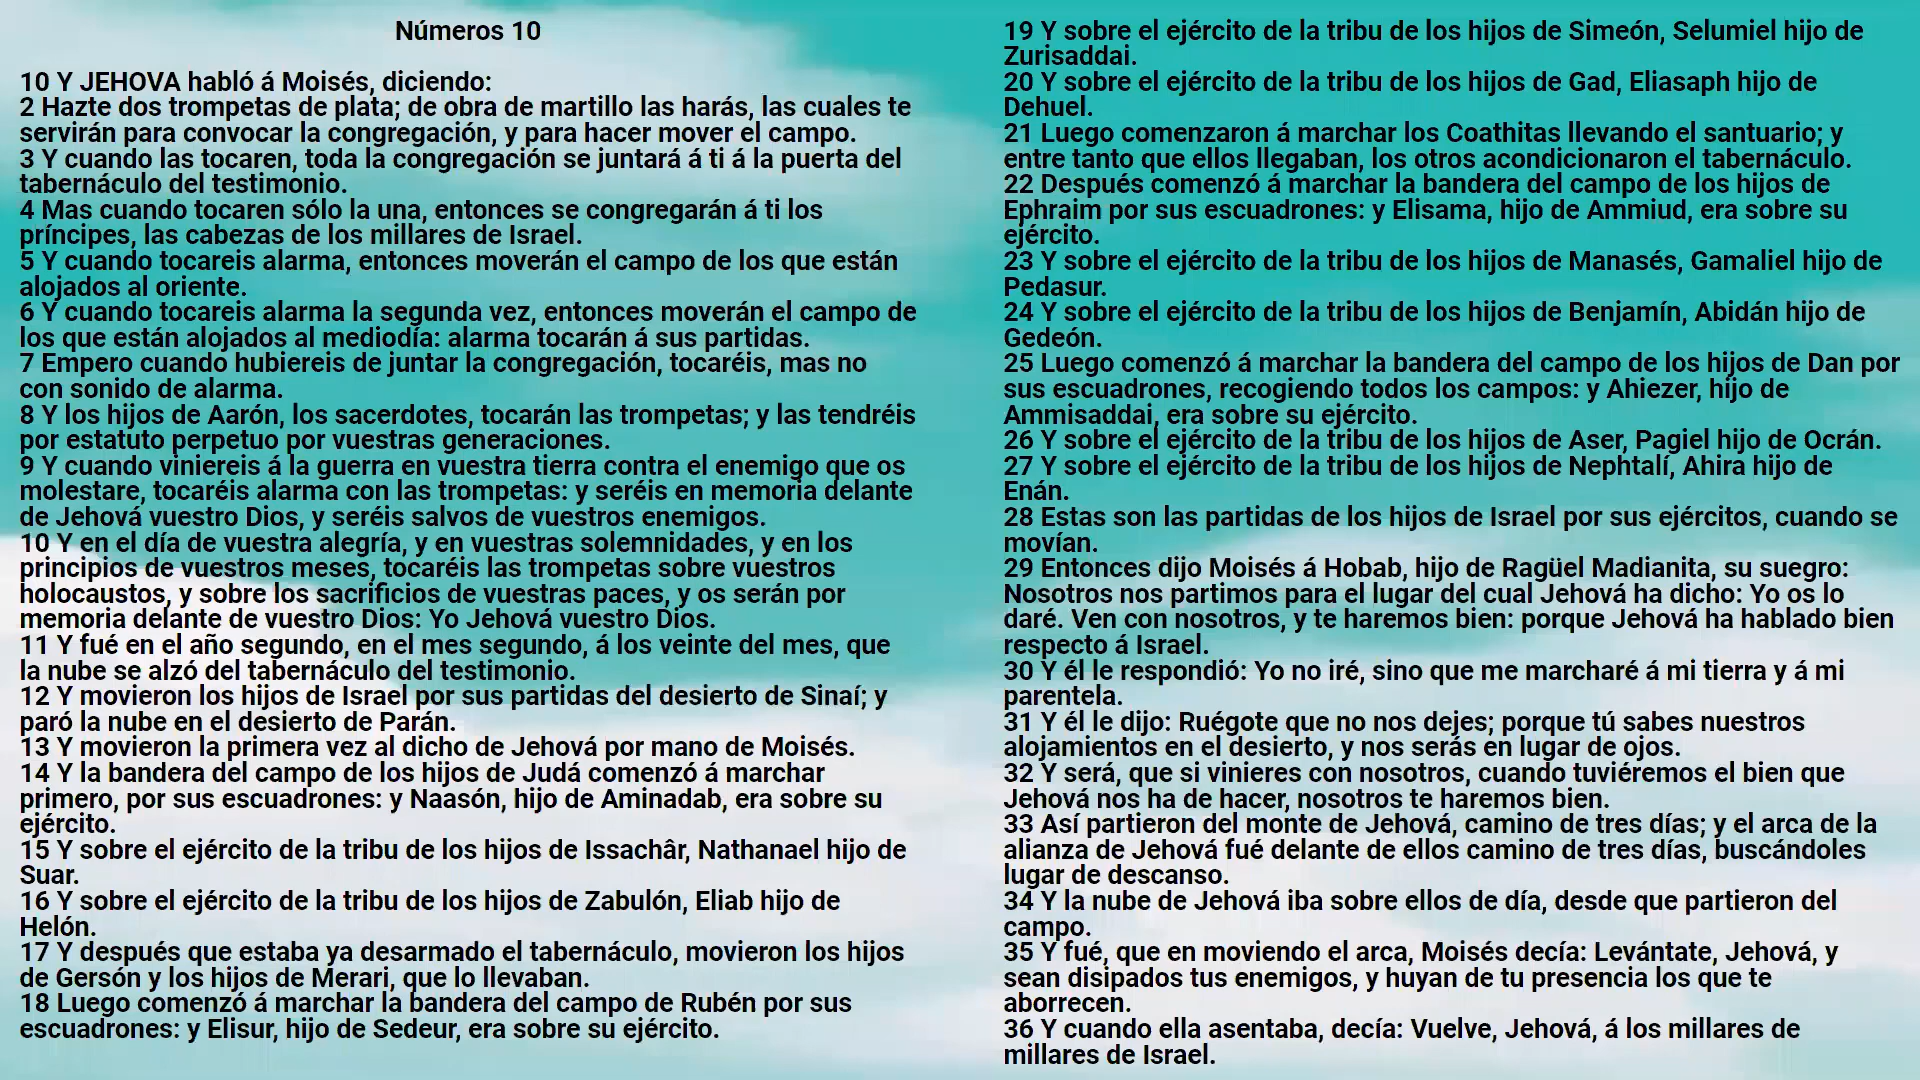 Números 10
10 Y JEHOVA habló á Moisés, diciendo:
2 Hazte dos trompetas de plata; de obra de martillo las harás, las cuales te
servirán para convocar la congregación, y para hacer mover el campo.
3 Y cuando las tocaren, toda la congregación se juntará á ti á la puerta del
tabernáculo del testimonio.
4 Mas cuando tocaren sólo la una, entonces se congregarán á ti los
príncipes, las cabezas de los millares de Israel.
5 Y cuando tocareis alarma, entonces moverán el campo de los que están
alojados al oriente.
6 Y cuando tocareis alarma la segunda vez, entonces moverán el campo de
los que están alojados al mediodía: alarma tocarán á sus partidas.
7 Empero cuando hubiereis de juntar la congregación, tocaréis, mas no
con sonido de alarma.
8 Y los hijos de Aarón, los sacerdotes, tocarán las trompetas; y las tendréis
por estatuto perpetuo por vuestras generaciones.
9 Y cuando viniereis á la guerra en vuestra tierra contra el enemigo que os
molestare, tocaréis alarma con las trompetas: y seréis en memoria delante
de Jehová vuestro Dios, y seréis salvos de vuestros enemigos.
10 Y en el día de vuestra alegría, y en vuestras solemnidades, y en los
principios de vuestros meses, tocaréis las trompetas sobre vuestros
holocaustos, y sobre los sacrificios de vuestras paces, y os serán por
memoria delante de vuestro Dios: Yo Jehová vuestro Dios.
11 Y fué en el año segundo, en el mes segundo, á los veinte del mes, que
la nube se alzó del tabernáculo del testimonio.
12 Y movieron los hijos de Israel por sus partidas del desierto de Sinaí; y
paró la nube en el desierto de Parán.
13 Y movieron la primera vez al dicho de Jehová por mano de Moisés.
14 Y la bandera del campo de los hijos de Judá comenzó á marchar
primero, por sus escuadrones: y Naasón, hijo de Aminadab, era sobre su
ejército.
15 Y sobre el ejército de la tribu de los hijos de Issachâr, Nathanael hijo de
Suar.
16 Y sobre el ejército de la tribu de los hijos de Zabulón, Eliab hijo de
Helón.
17 Y después que estaba ya desarmado el tabernáculo, movieron los hijos
de Gersón y los hijos de Merari, que lo llevaban.
18 Luego comenzó á marchar la bandera del campo de Rubén por sus
escuadrones: y Elisur, hijo de Sedeur, era sobre su ejército.
19 Y sobre el ejército de la tribu de los hijos de Simeón, Selumiel hijo de
Zurisaddai.
20 Y sobre el ejército de la tribu de los hijos de Gad, Eliasaph hijo de
Dehuel.
21 Luego comenzaron á marchar los Coathitas llevando el santuario; y
entre tanto que ellos llegaban, los otros acondicionaron el tabernáculo.
22 Después comenzó á marchar la bandera del campo de los hijos de
Ephraim por sus escuadrones: y Elisama, hijo de Ammiud, era sobre su
ejército.
23 Y sobre el ejército de la tribu de los hijos de Manasés, Gamaliel hijo de
Pedasur.
24 Y sobre el ejército de la tribu de los hijos de Benjamín, Abidán hijo de
Gedeón.
25 Luego comenzó á marchar la bandera del campo de los hijos de Dan por
sus escuadrones, recogiendo todos los campos: y Ahiezer, hijo de
Ammisaddai, era sobre su ejército.
26 Y sobre el ejército de la tribu de los hijos de Aser, Pagiel hijo de Ocrán.
27 Y sobre el ejército de la tribu de los hijos de Nephtalí, Ahira hijo de
Enán.
28 Estas son las partidas de los hijos de Israel por sus ejércitos, cuando se
movían.
29 Entonces dijo Moisés á Hobab, hijo de Ragüel Madianita, su suegro:
Nosotros nos partimos para el lugar del cual Jehová ha dicho: Yo os lo
daré. Ven con nosotros, y te haremos bien: porque Jehová ha hablado bien
respecto á Israel.
30 Y él le respondió: Yo no iré, sino que me marcharé á mi tierra y á mi
parentela.
31 Y él le dijo: Ruégote que no nos dejes; porque tú sabes nuestros
alojamientos en el desierto, y nos serás en lugar de ojos.
32 Y será, que si vinieres con nosotros, cuando tuviéremos el bien que
Jehová nos ha de hacer, nosotros te haremos bien.
33 Así partieron del monte de Jehová, camino de tres días; y el arca de la
alianza de Jehová fué delante de ellos camino de tres días, buscándoles
lugar de descanso.
34 Y la nube de Jehová iba sobre ellos de día, desde que partieron del
campo.
35 Y fué, que en moviendo el arca, Moisés decía: Levántate, Jehová, y
sean disipados tus enemigos, y huyan de tu presencia los que te
aborrecen.
36 Y cuando ella asentaba, decía: Vuelve, Jehová, á los millares de
millares de Israel.